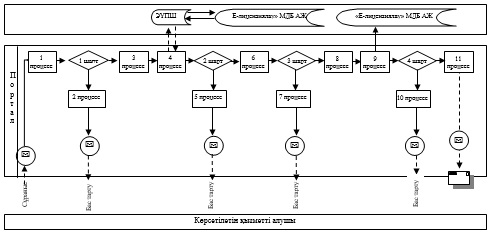 ЭҮПШ
Е-лицензиялау» МДБ АЖ
«Е-лицензиялау» МДБ АЖ
Портал
1 процесс
1 шарт
3 процесс
4 процесс
2 шарт
6 процесс
3 шарт
8 процесс
9 процесс
4 шарт
11 процесс
2 процесс
5 процесс
7 процесс
10 процесс
Бас тарту
Бас тарту
Бас тарту
Бас тарту
Көрсетілетін қызметті алушы